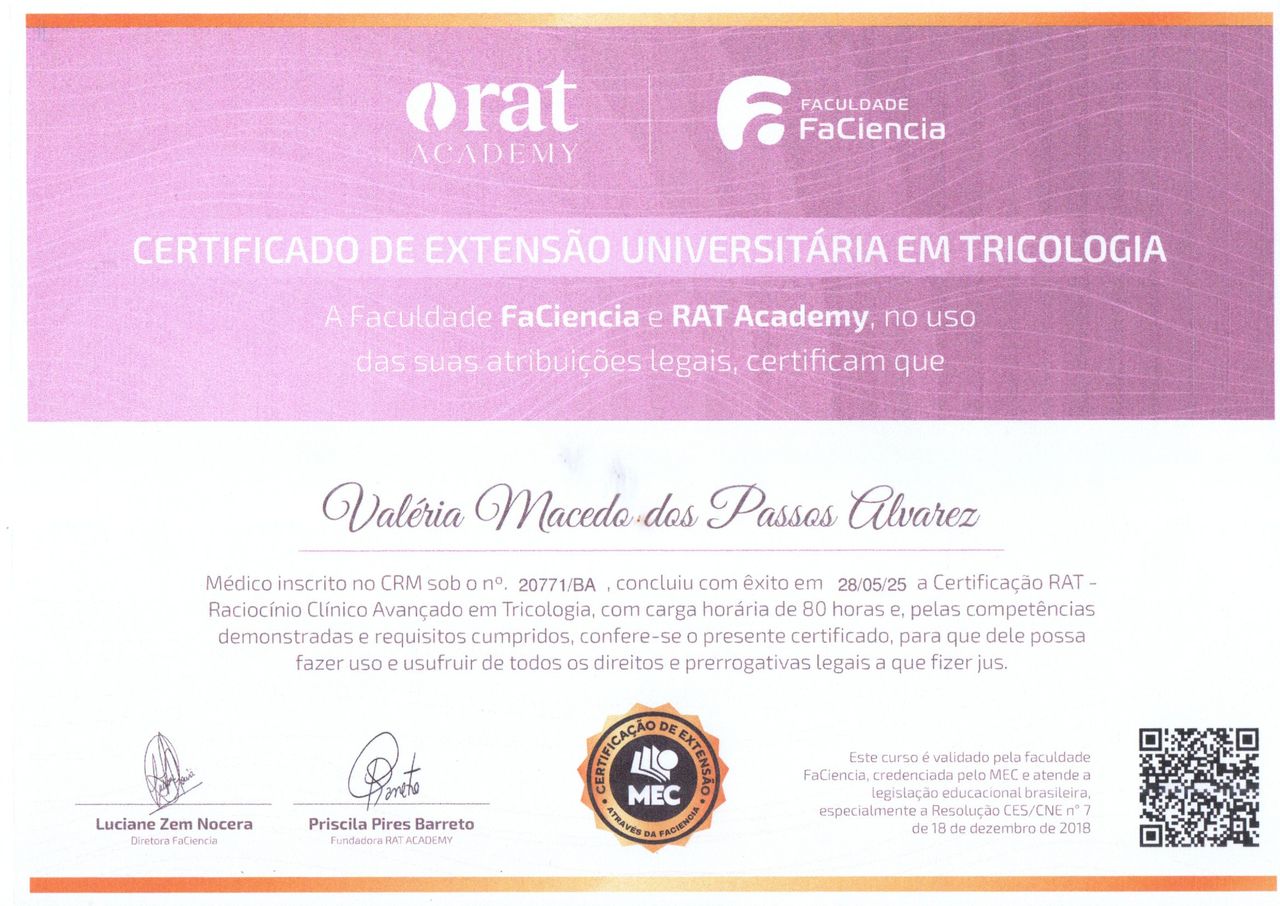 rat
ACADEMY
FACULDADE
FaCiencia
CERTIFICADO DE EXTENSÃO UNIVERSITÁRIA EM TRICOLOGIA
A Faculdade FaCiencia e RAT Academy, no uso
das suas atribuições legais, certificam que
Valéria Macedo dos Passos Alvarez
Médico inscrito no CRM sob o nº. 20771/BA , concluiu com êxito em 28/05/25 a Certificação RAT –
Raciocínio Clínico Avançado em Tricologia, com carga horária de 80 horas e, pelas competências
demonstradas e requisitos cumpridos, confere-se o presente certificado, para que dele possa
fazer uso e usufruir de todos os direitos e prerrogativas legais a que fizer jus.
Luciane Zem Nocera
Diretora FaCiencia
Priscila Pires Barreto
Fundadora RAT ACADEMY
CERTIFICAÇÃO DE EXTENSÃO
MEC
ATRAVÉS DA FACIENCIA
Este curso é validado pela faculdade
FaCiencia, credenciada pelo MEC e atende a
legislação educacional brasileira,
especialmente a Resolução CES/CNE n° 7
de 18 de dezembro de 2018